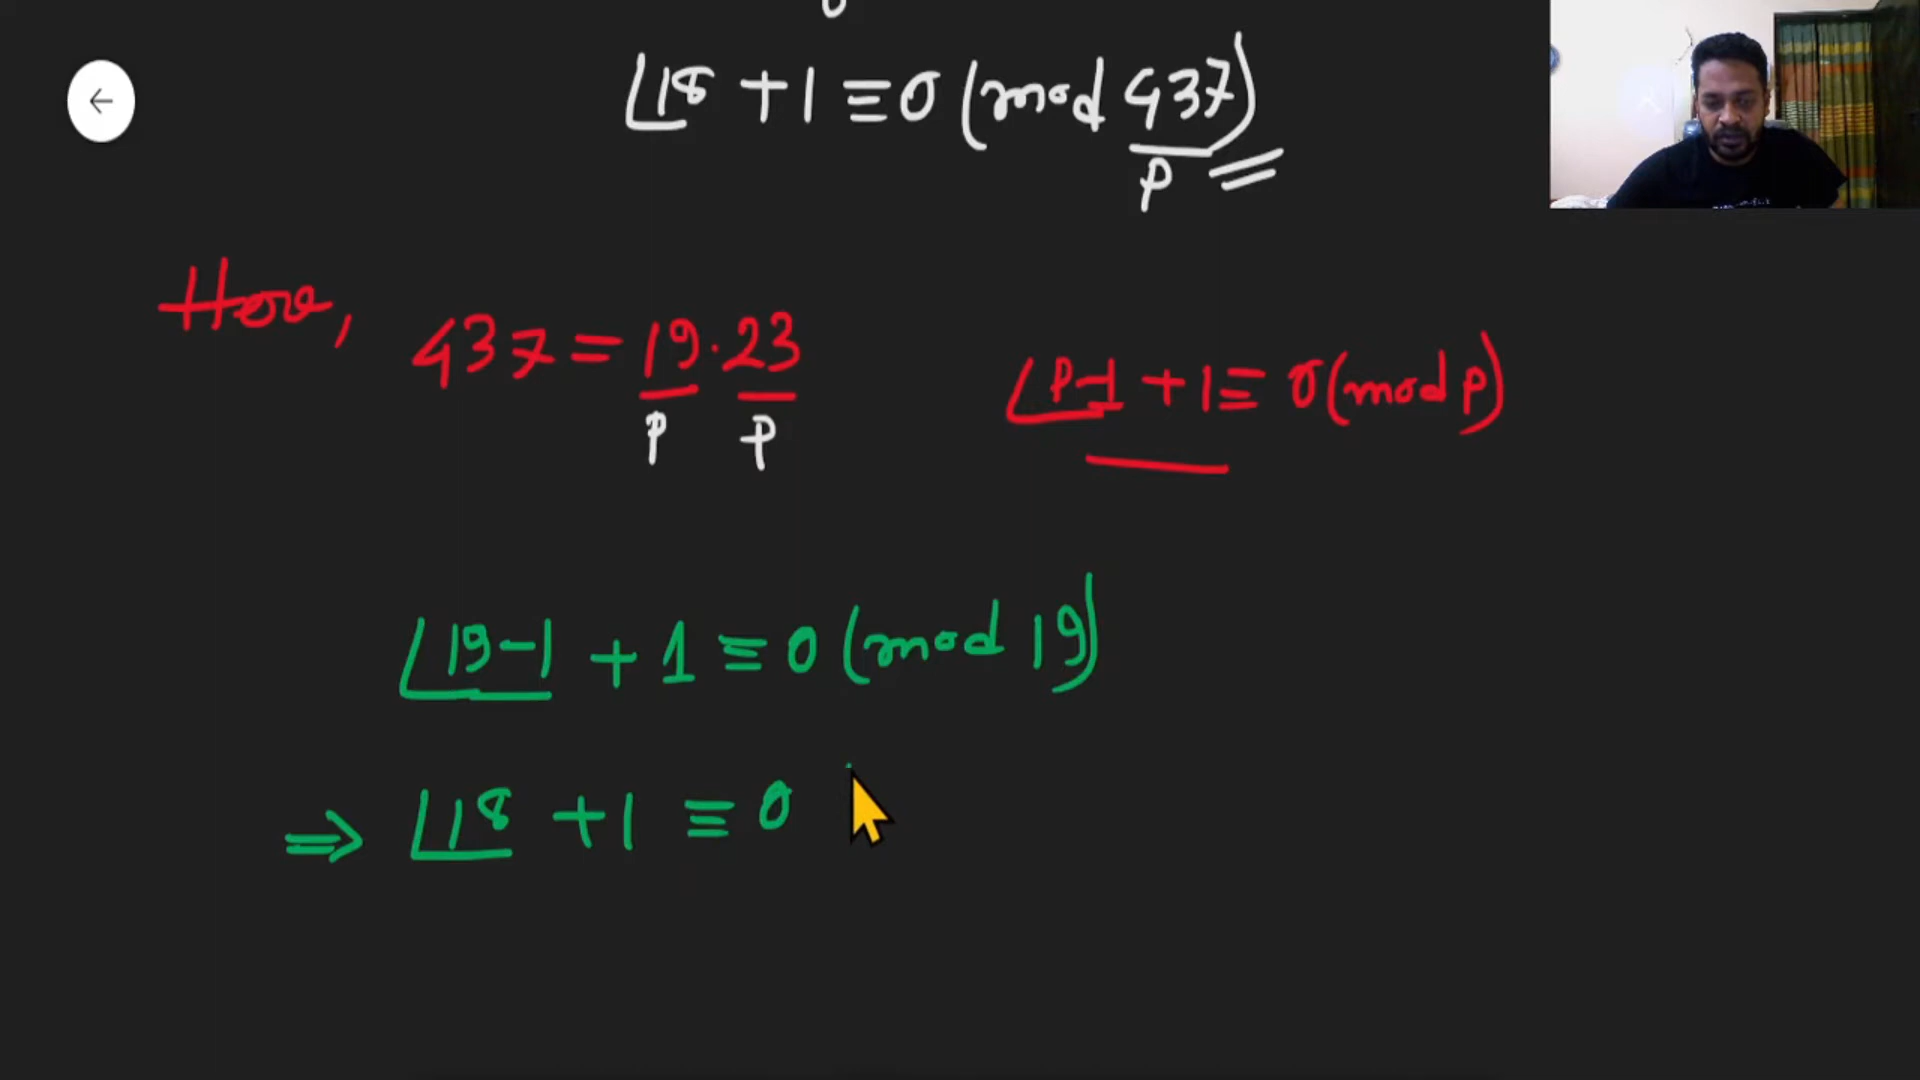 ⌊18 + 1 ≡ 0 (mod 437)
p
Here,
437 = 19·23
p p
⌊p-1 + 1 ≡ 0 (mod p)
⌊19-1 + 1 ≡ 0 (mod 19)
⇒ ⌊18 + 1 ≡ 0